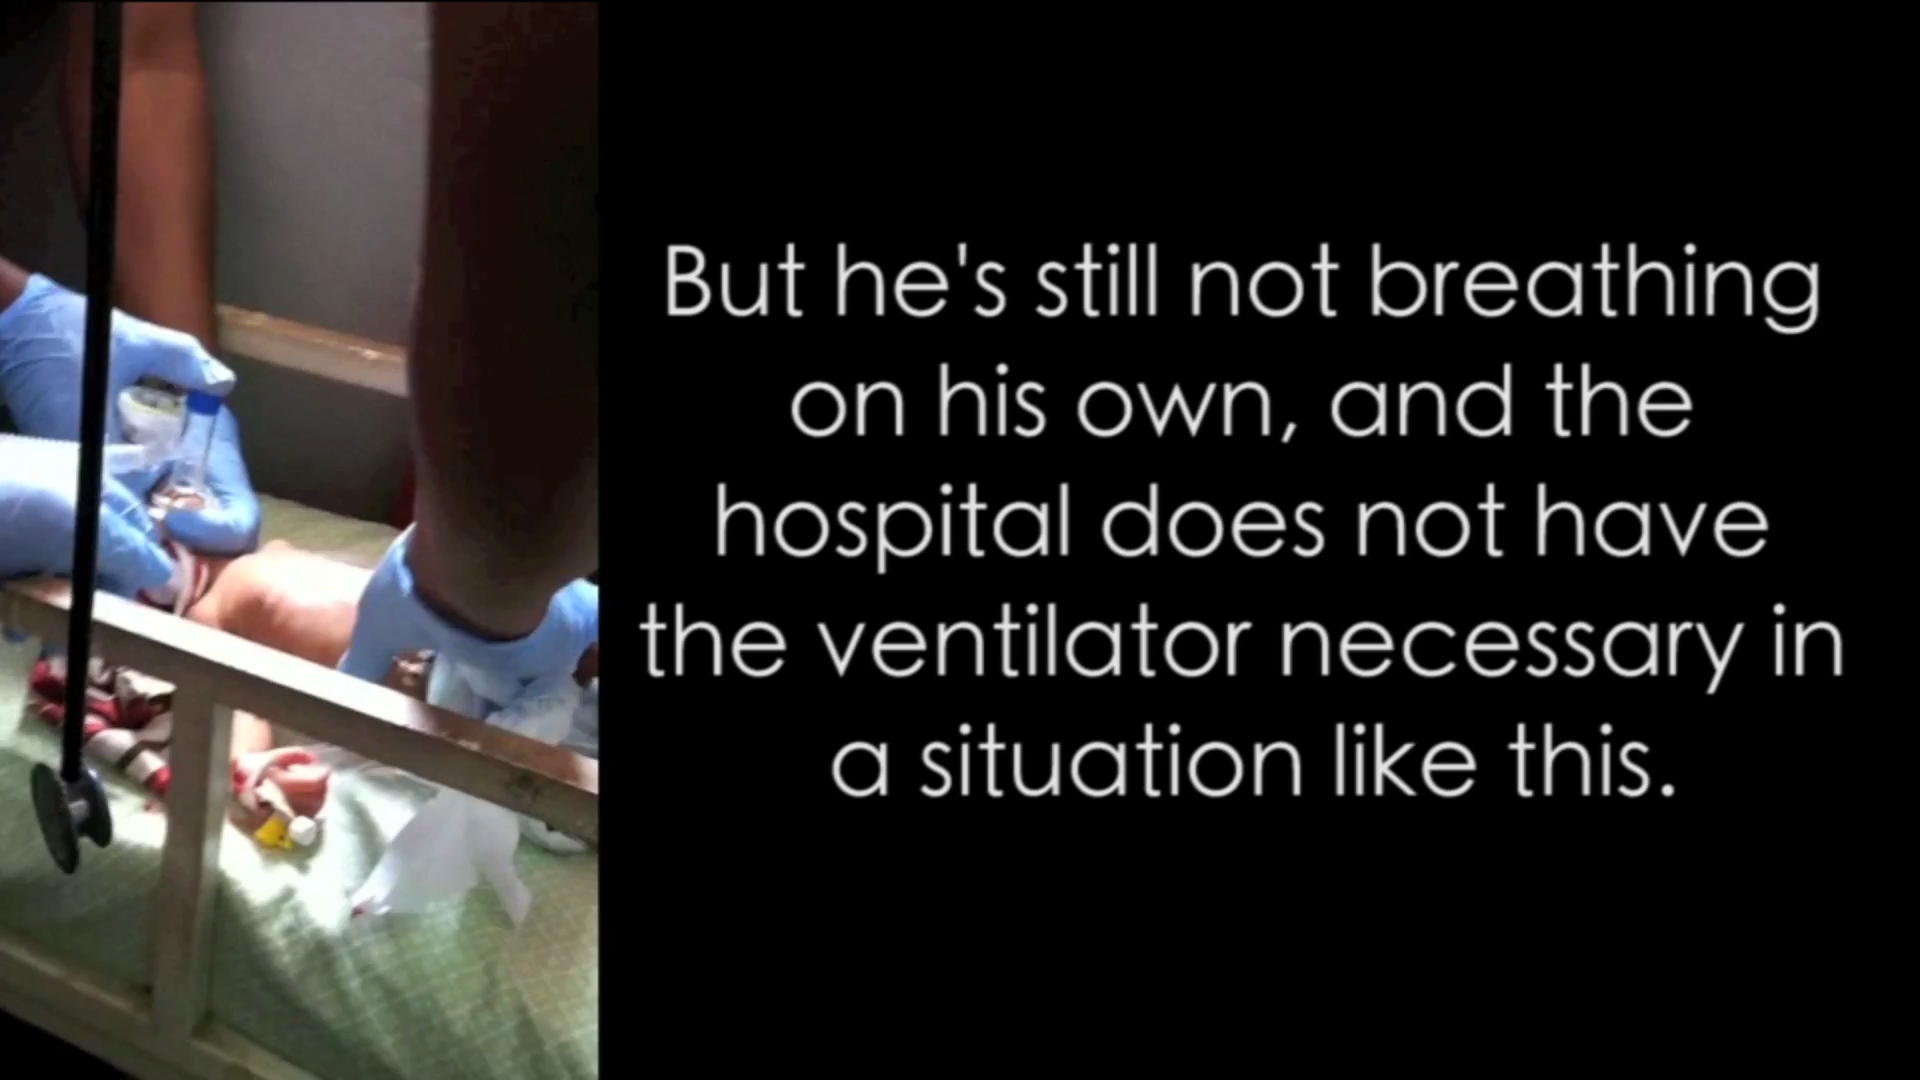 But he's still not breathing
on his own, and the
hospital does not have
the ventilator necessary in
a situation like this.